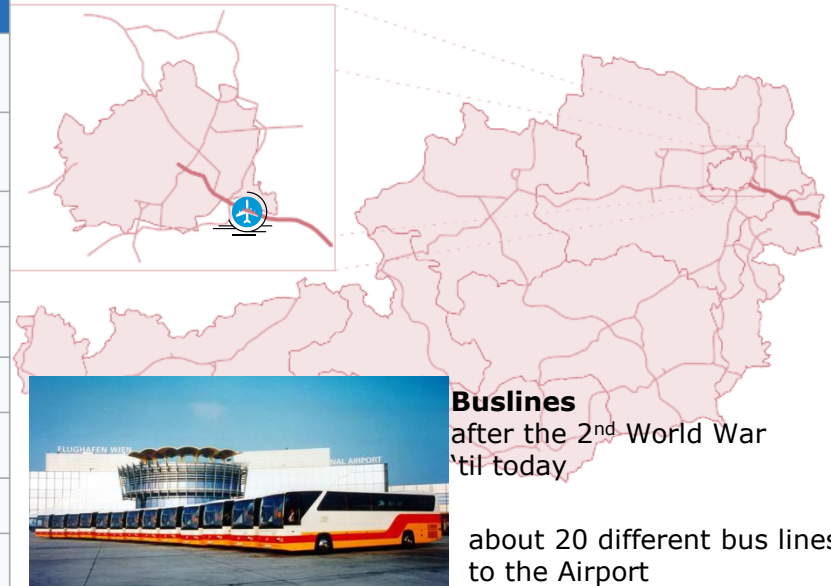 FLUGHAFEN WIEN
NAL AIRPORT
Buslines
after the 2nd World War
‘til today
about 20 different bus lines
to the Airport